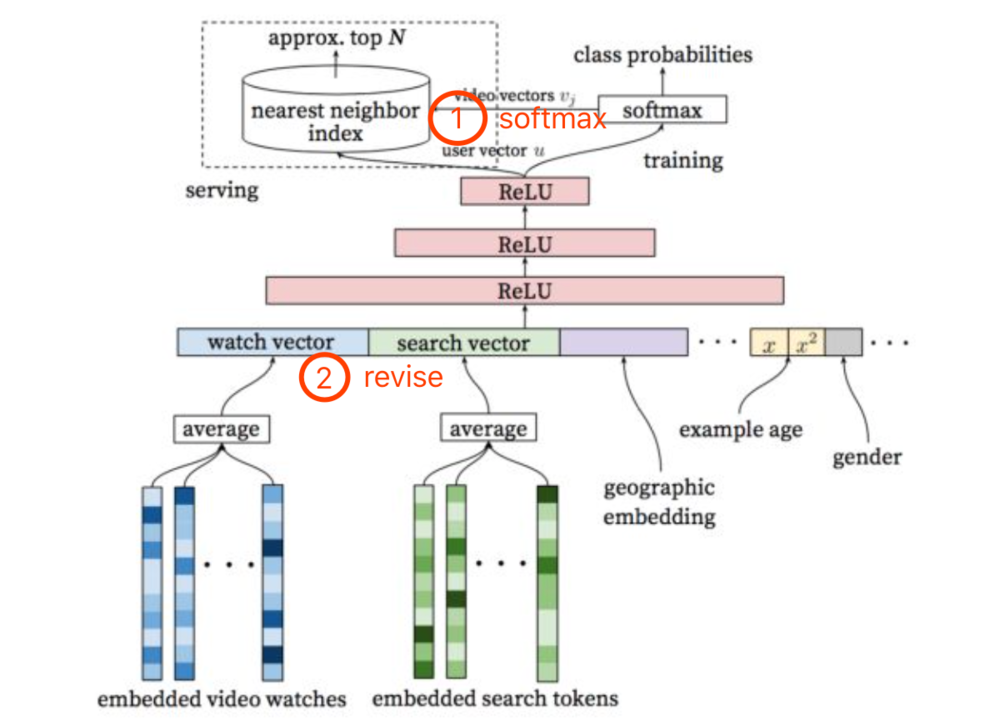 approx. top N
class probabilities
video vectors vⱼ
nearest neighbor
index
1 softmax
softmax
user vector u
training
serving
ReLU
ReLU
ReLU
watch vector
search vector
· · ·
x
x²
· · ·
2 revise
average
average
example age
gender
geographic
embedding
· · ·
· · ·
embedded video watches
embedded search tokens